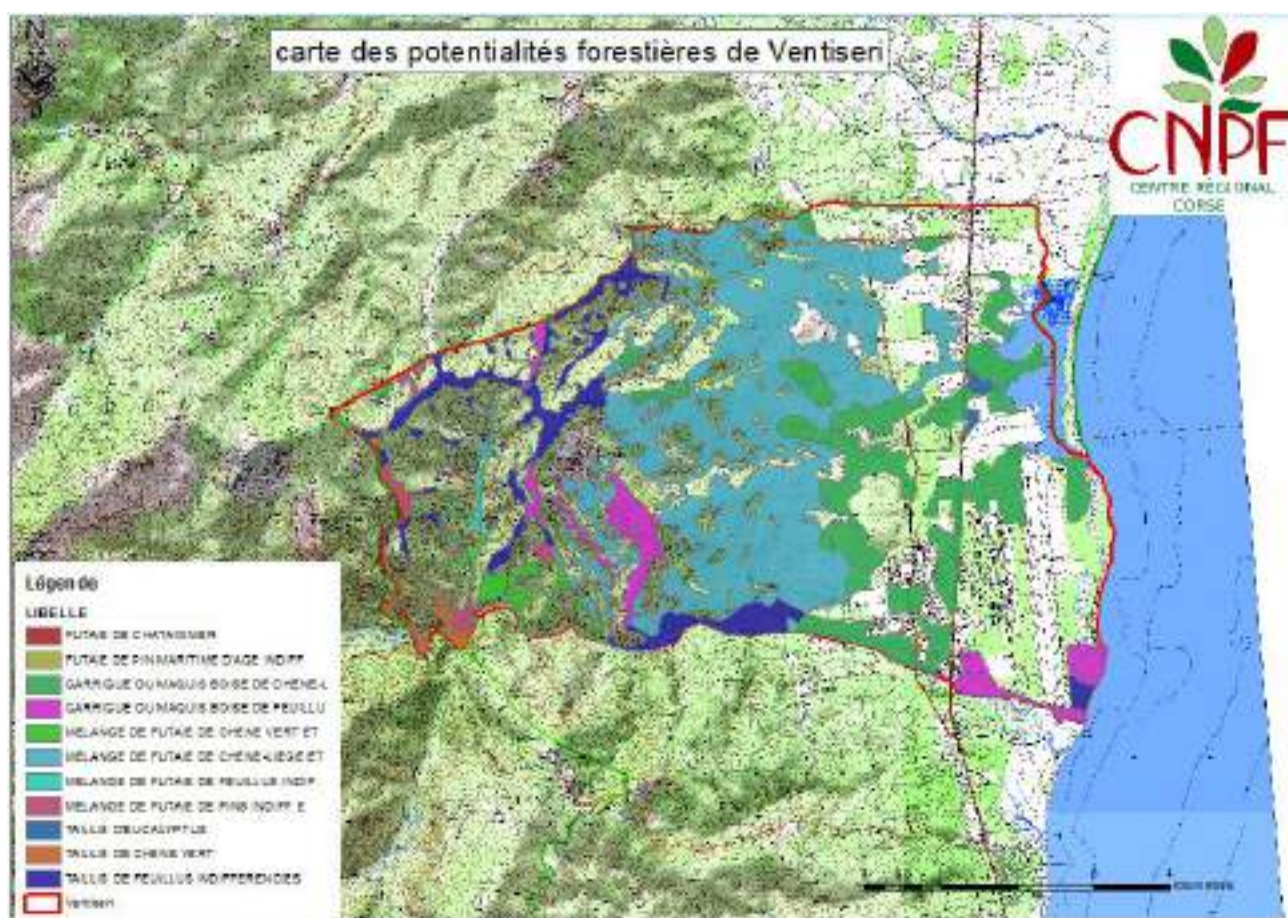 carte des potentialités forestières de Ventiseri
N
CNPF
CENTRE REGIONAL
CORSE
Légende
LIBELLE
FUTAIE DE CHATAIGNIER
FUTAIE DE PIN MARITIME D'AGE INDIFF
GARRIGUE OU MAQUIS BOISE DE CHENE-L
GARRIGUE OU MAQUIS BOISE DE FEUILLU
MELANGE DE FUTAIE DE CHENE VERT ET
MELANGE DE FUTAIE DE CHENE-LIEGE ET
MELANGE DE FUTAIE DE FEUILLUS INDIF
MELANGE DE FUTAIE DE PINS INDIFF E
TAILLIS D'EUCALYPTUS
TAILLIS DE CHENE VERT
TAILLIS DE FEUILLUS INDIFFERENCIES
Ventiseri